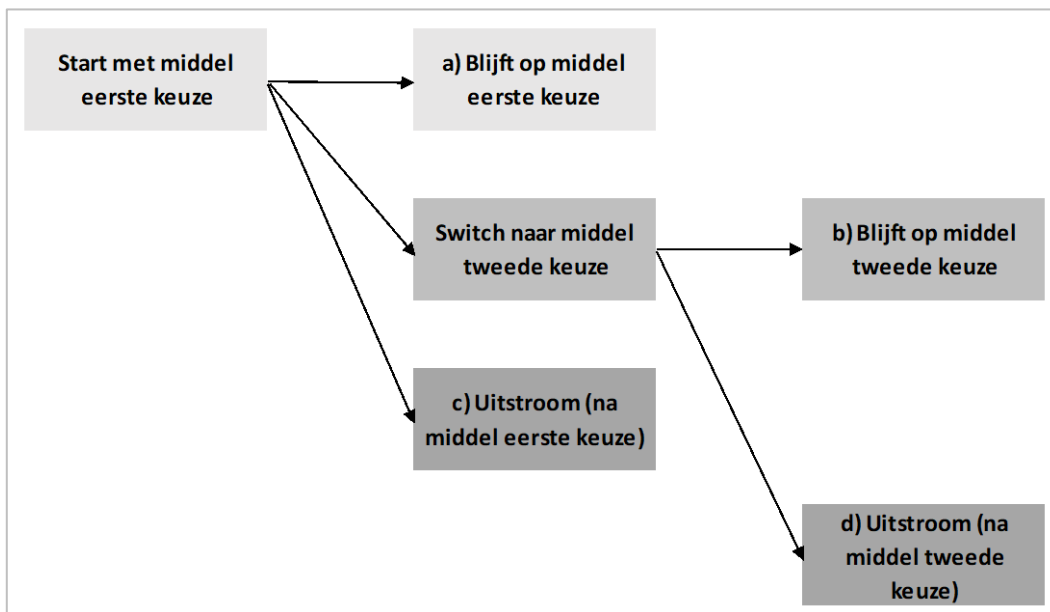 Start met middel
eerste keuze
a) Blijft op middel
eerste keuze
Switch naar middel
tweede keuze
b) Blijft op middel
tweede keuze
c) Uitstroom (na
middel eerste keuze)
d) Uitstroom (na
middel tweede
keuze)